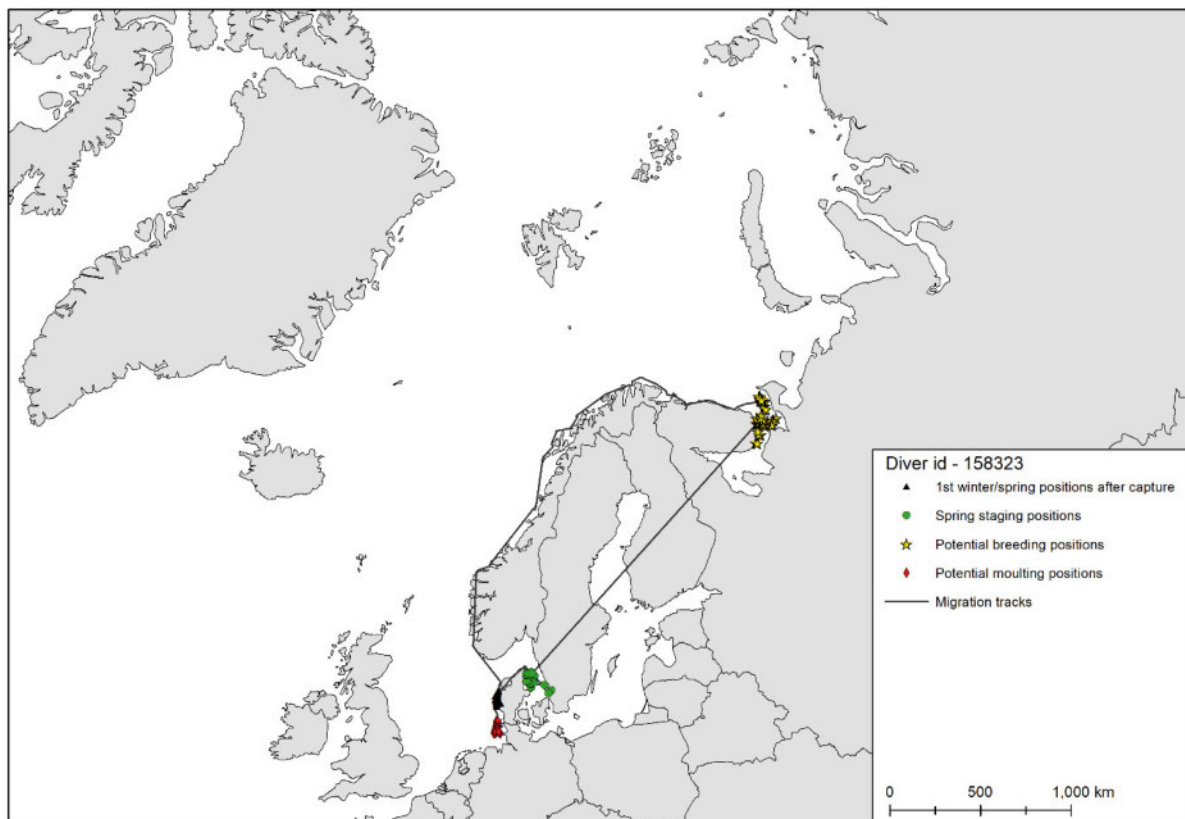 Diver id - 158323
1st winter/spring positions after capture
Spring staging positions
Potential breeding positions
Potential moulting positions
Migration tracks
0 500 1,000 km